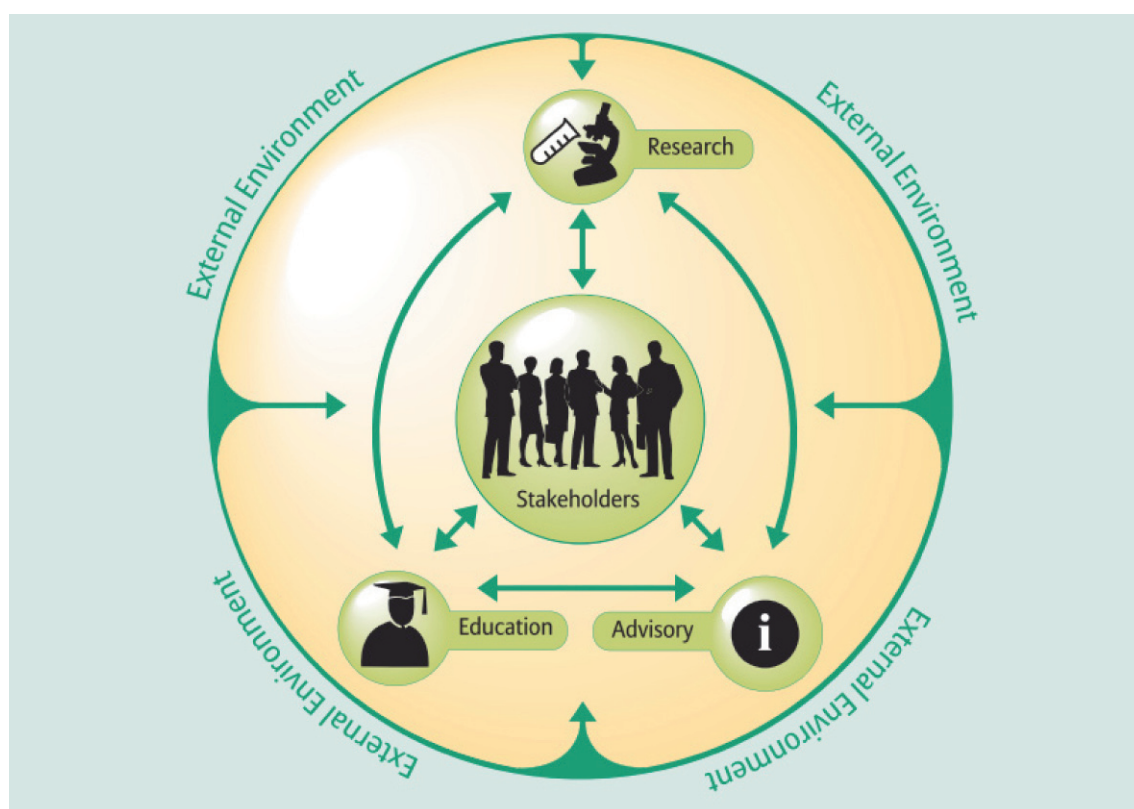 External Environment
External Environment
Research
Stakeholders
Education
Advisory
i
External Environment
External Environment